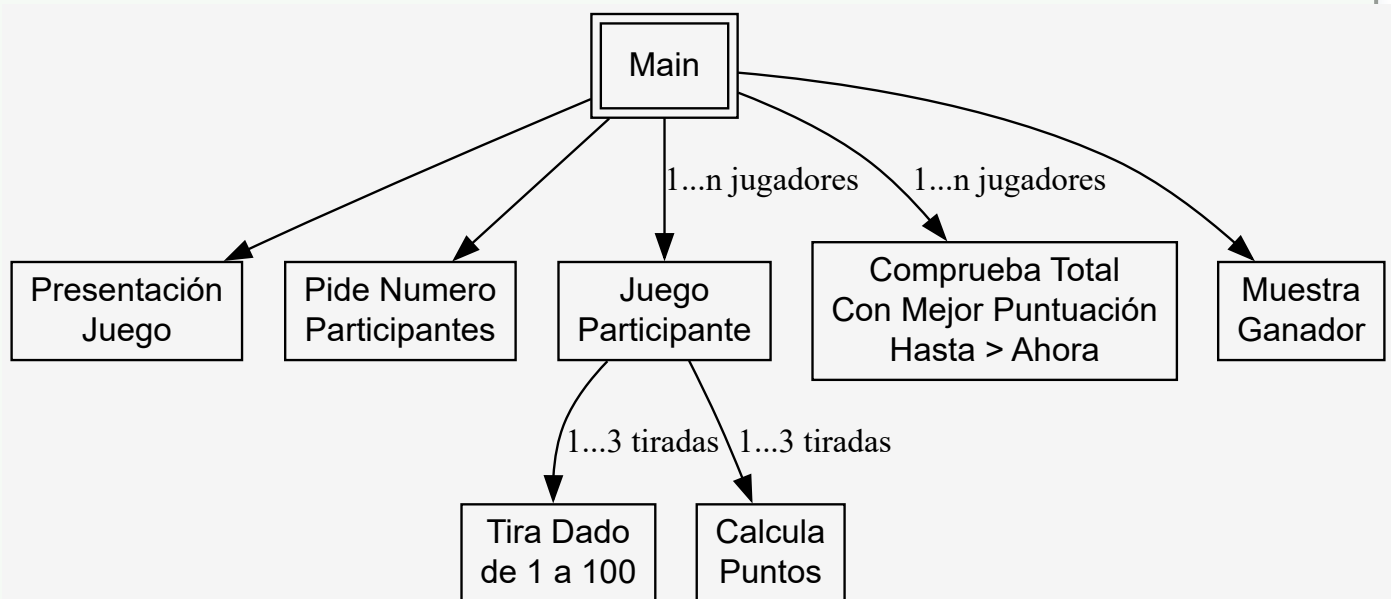 Main
1...n jugadores
1...n jugadores
Presentación
Juego
Pide Numero
Participantes
Juego
Participante
Comprueba Total
Con Mejor Puntuación
Hasta > Ahora
Muestra
Ganador
1...3 tiradas
1...3 tiradas
Tira Dado
de 1 a 100
Calcula
Puntos